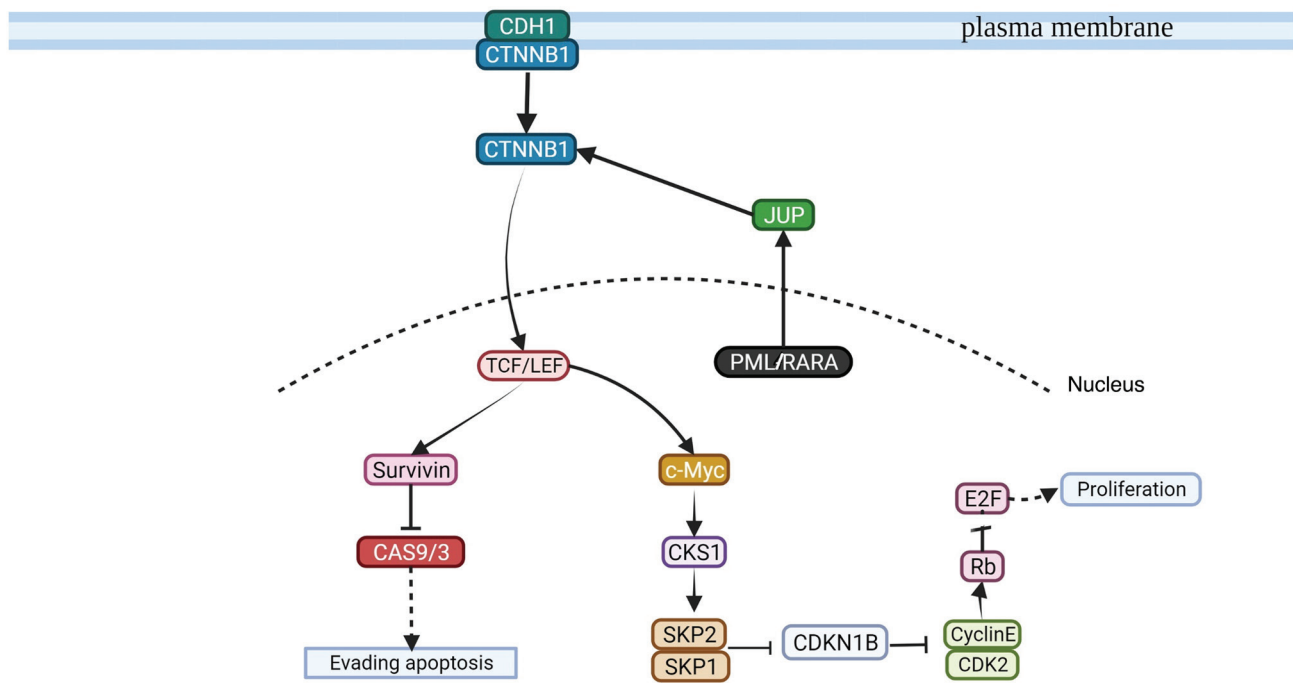 CDH1
plasma membrane
CTNNB1
CTNNB1
JUP
TCF/LEF
PML/RARA
Nucleus
Survivin
c-Myc
E2F
Proliferation
CAS9/3
CKS1
Rb
SKP2
CDKN1B
CyclinE
Evading apoptosis
SKP1
CDK2